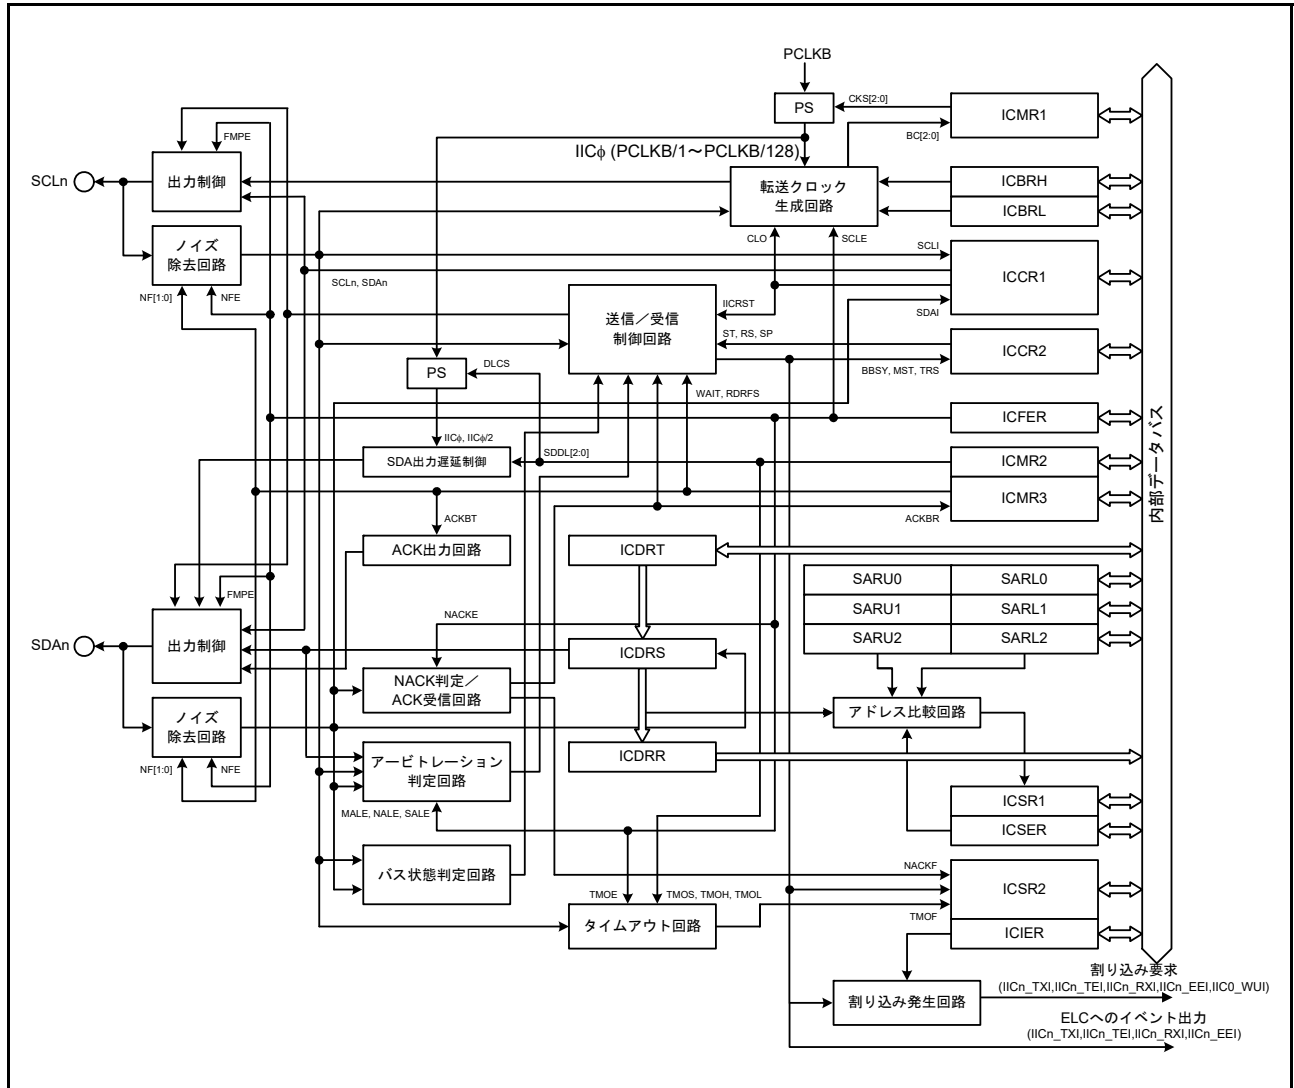 PCLKB
PS
CKS[2:0]
ICMR1
BC[2:0]
FMPE
IICφ (PCLKB/1～PCLKB/128)
SCLn
出力制御
転送クロック
生成回路
ICBRH
ICBRL
CLO
SCLE
ノイズ
除去回路
SCLI
SCLn, SDAn
ICCR1
NF[1:0]
NFE
IICRST
SDAI
送信／受信
制御回路
ST, RS, SP
ICCR2
BBSY, MST, TRS
PS
DLCS
WAIT, RDRFS
ICFER
IICφ, IICφ/2
SDA出力遅延制御
SDDL[2:0]
ICMR2
ICMR3
内部データバス
ACKBT
ACKBR
ACK出力回路
ICDRT
SARU0
SARL0
FMPE
SARU1
SARL1
NACKE
SDAn
出力制御
SARU2
SARL2
ICDRS
NACK判定／
ACK受信回路
アドレス比較回路
ノイズ
除去回路
ICDRR
アービトレーション
判定回路
NF[1:0]
NFE
ICSR1
MALE, NALE, SALE
ICSER
バス状態判定回路
NACKF
ICSR2
TMOE
TMOS, TMOH, TMOL
TMOF
タイムアウト回路
ICIER
割り込み要求
(IICn_TXI,IICn_TEI,IICn_RXI,IICn_EEI,IIC0_WUI)
割り込み発生回路
ELCへのイベント出力
(IICn_TXI,IICn_TEI,IICn_RXI,IICn_EEI)